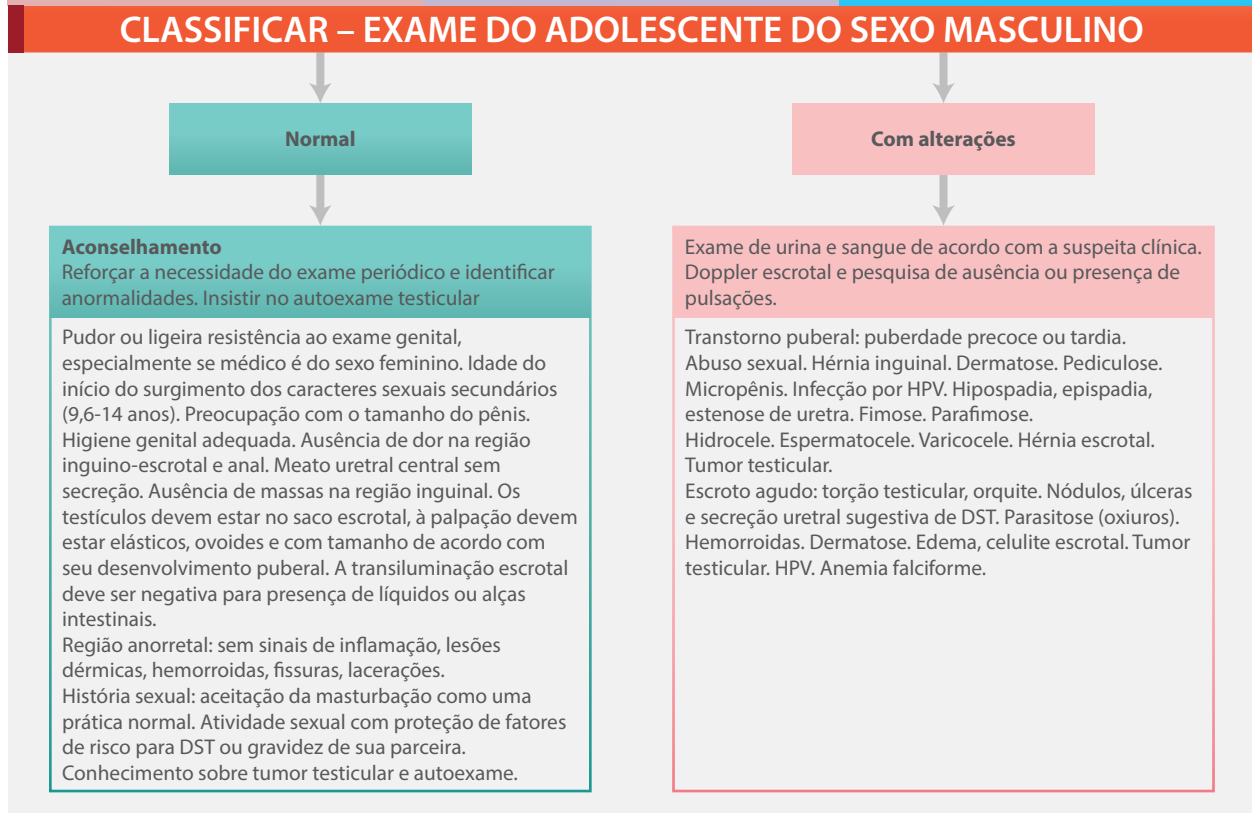 CLASSIFICAR – EXAME DO ADOLESCENTE DO SEXO MASCULINO
Normal
Aconselhamento
Reforçar a necessidade do exame periódico e identificar
anormalidades. Insistir no autoexame testicular
Pudor ou ligeira resistência ao exame genital,
especialmente se médico é do sexo feminino. Idade do
início do surgimento dos caracteres sexuais secundários
(9,6-14 anos). Preocupação com o tamanho do pênis.
Higiene genital adequada. Ausência de dor na região
inguino-escrotal e anal. Meato uretral central sem
secreção. Ausência de massas na região inguinal. Os
testículos devem estar no saco escrotal, à palpação devem
estar elásticos, ovoides e com tamanho de acordo com
seu desenvolvimento puberal. A transiluminação escrotal
deve ser negativa para presença de líquidos ou alças
intestinais.
Região anorretal: sem sinais de inflamação, lesões
dérmicas, hemorroidas, fissuras, lacerações.
História sexual: aceitação da masturbação como uma
prática normal. Atividade sexual com proteção de fatores
de risco para DST ou gravidez de sua parceira.
Conhecimento sobre tumor testicular e autoexame.
Com alterações
Exame de urina e sangue de acordo com a suspeita clínica.
Doppler escrotal e pesquisa de ausência ou presença de
pulsações.
Transtorno puberal: puberdade precoce ou tardia.
Abuso sexual. Hérnia inguinal. Dermatose. Pediculose.
Micropênis. Infecção por HPV. Hipospadia, epispadia,
estenose de uretra. Fimose. Parafimose.
Hidrocele. Espermatocele. Varicocele. Hérnia escrotal.
Tumor testicular.
Escroto agudo: torção testicular, orquite. Nódulos, úlceras
e secreção uretral sugestiva de DST. Parasitose (oxiuros).
Hemorroidas. Dermatose. Edema, celulite escrotal. Tumor
testicular. HPV. Anemia falciforme.